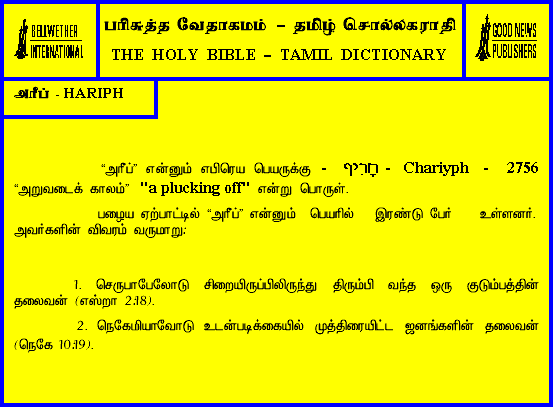 BELLWETHER
INTERNATIONAL
பரிசுத்த வேதாகமம் – தமிழ் சொல்லகராதி
THE HOLY BIBLE – TAMIL DICTIONARY
GOOD NEWS
PUBLISHERS
அரீப் - HARIPH
“அரீப்” என்னும் எபிரெய பெயருக்கு - חָרִיף - Chariyph - 2756
“அறுவடைக் காலம்” "a plucking off" என்று பொருள்.
பழைய ஏற்பாட்டில் “அரீப்” என்னும் பெயரில் இரண்டு பேர் உள்ளனர்.
அவர்களின் விவரம் வருமாறு:
1. செருபாபேலோடு சிறையிருப்பிலிருந்து திரும்பி வந்த ஒரு குடும்பத்தின்
தலைவன் (எஸ்றா 2:18).
2. நெகேமியாவோடு உடன்படிக்கையில் முத்திரையிட்ட ஜனங்களின் தலைவன்
(நெகே 10:19).